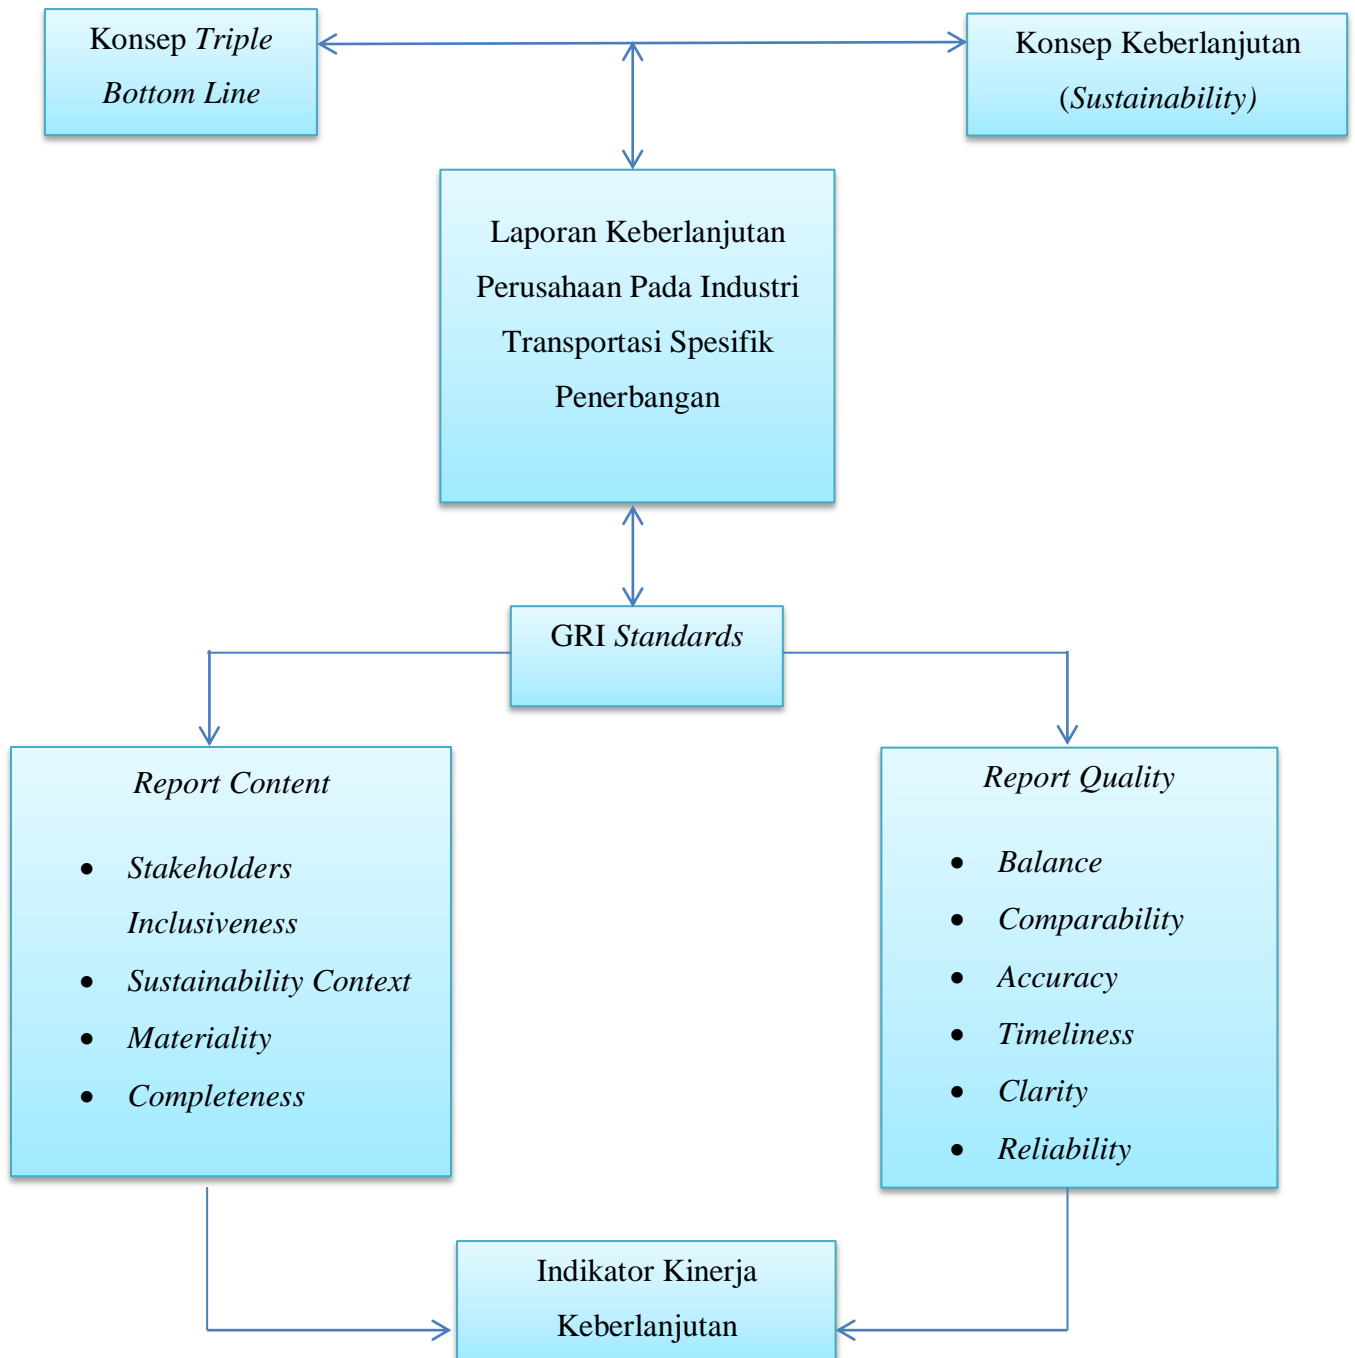 Konsep Triple
Bottom Line
Konsep Keberlanjutan
(Sustainability)
Laporan Keberlanjutan
Perusahaan Pada Industri
Transportasi Spesifik
Penerbangan
GRI Standards
Report Content
• Stakeholders
Inclusiveness
• Sustainability Context
• Materiality
• Completeness
Report Quality
• Balance
• Comparability
• Accuracy
• Timeliness
• Clarity
• Reliability
Indikator Kinerja
Keberlanjutan